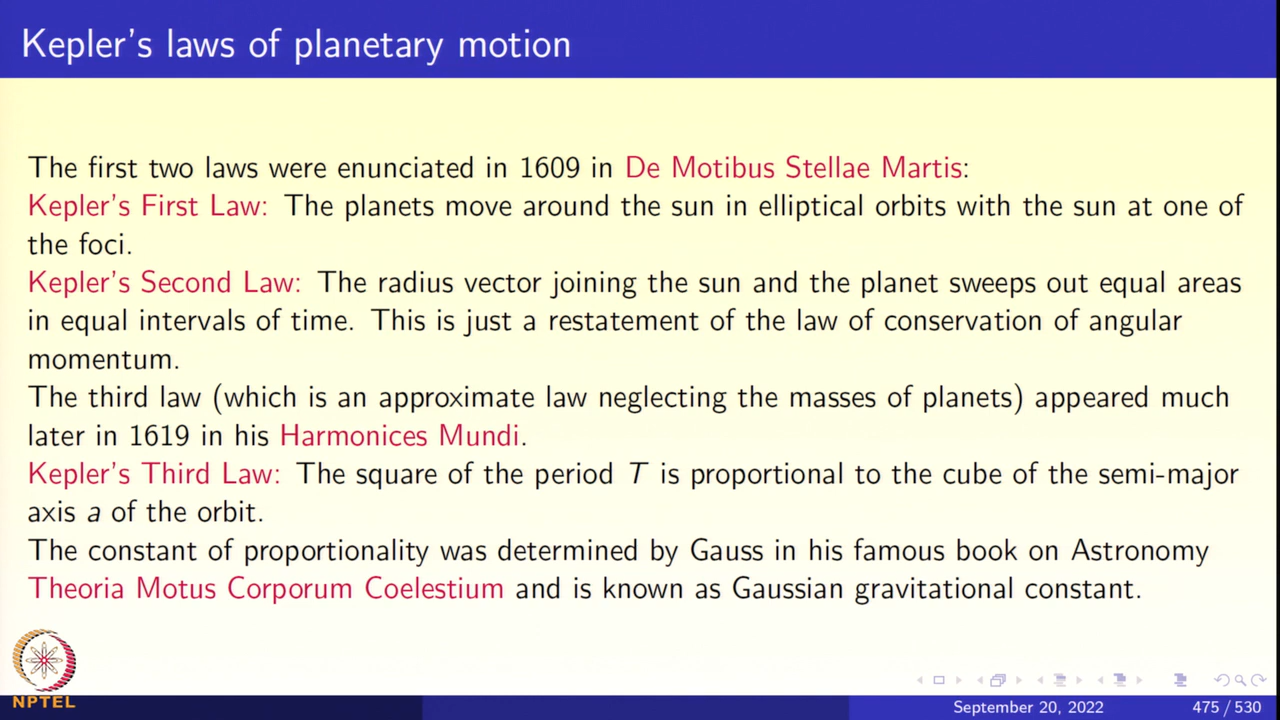 Kepler's laws of planetary motion
The first two laws were enunciated in 1609 in De Motibus Stellae Martis:
Kepler's First Law: The planets move around the sun in elliptical orbits with the sun at one of
the foci.
Kepler's Second Law: The radius vector joining the sun and the planet sweeps out equal areas
in equal intervals of time. This is just a restatement of the law of conservation of angular
momentum.
The third law (which is an approximate law neglecting the masses of planets) appeared much
later in 1619 in his Harmonices Mundi.
Kepler's Third Law: The square of the period T is proportional to the cube of the semi-major
axis a of the orbit.
The constant of proportionality was determined by Gauss in his famous book on Astronomy
Theoria Motus Corporum Coelestium and is known as Gaussian gravitational constant.
NPTEL
September 20, 2022 475 / 530